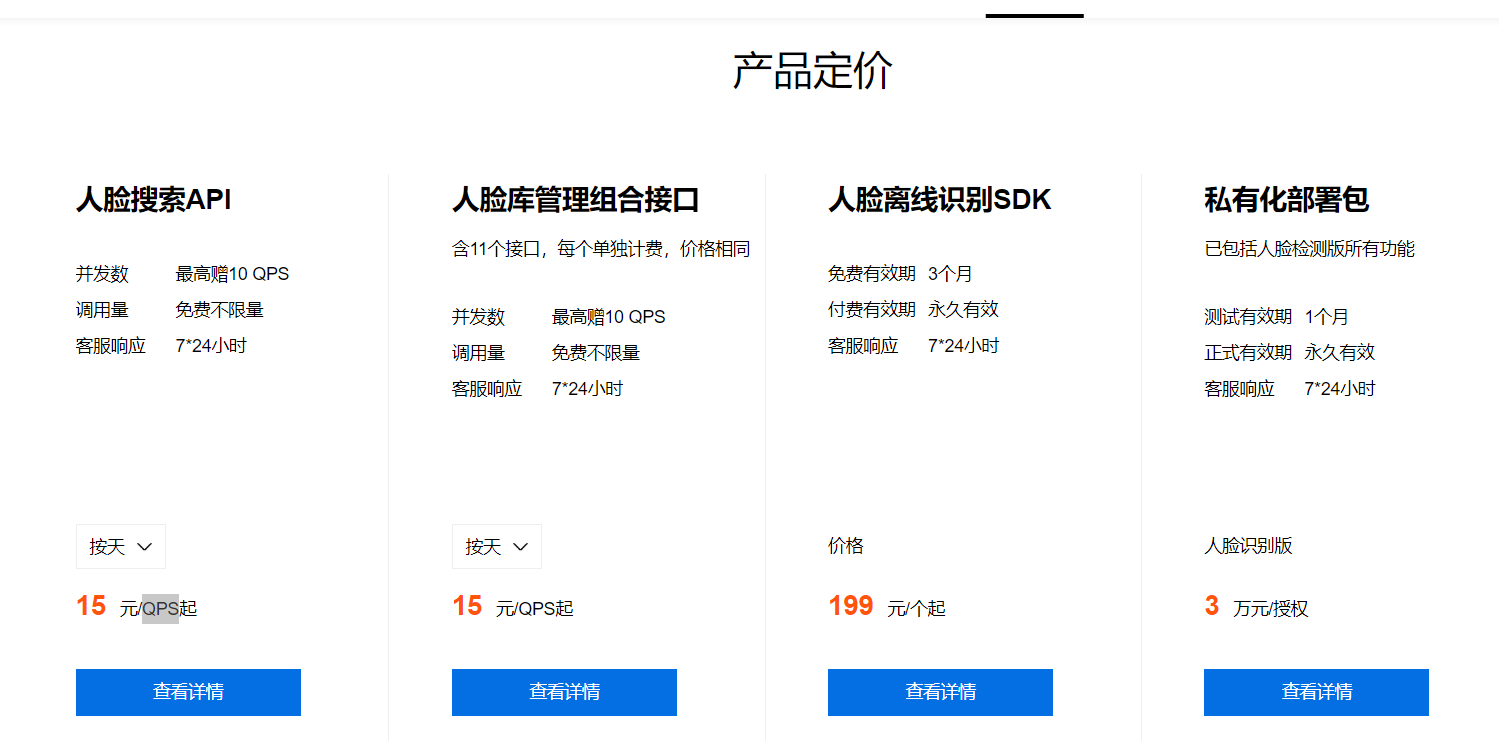 产品定价
人脸搜索API
并发数 最高赠10 QPS
调用量 免费不限量
客服响应 7*24小时
按天
15 元/QPS起
查看详情
人脸库管理组合接口
含11个接口，每个单独计费，价格相同
并发数 最高赠10 QPS
调用量 免费不限量
客服响应 7*24小时
按天
15 元/QPS起
查看详情
人脸离线识别SDK
免费有效期 3个月
付费有效期 永久有效
客服响应 7*24小时
价格
199 元/个起
查看详情
私有化部署包
已包括人脸检测版所有功能
测试有效期 1个月
正式有效期 永久有效
客服响应 7*24小时
人脸识别版
3 万元/授权
查看详情